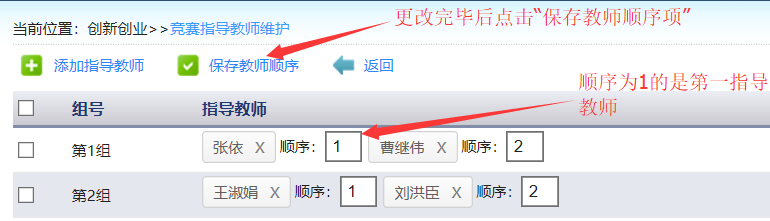 更改完毕后点击“保存教师顺序项”
当前位置：创新创业>>竞赛指导教师维护
添加指导教师 保存教师顺序 返回
顺序为1的是第一指导
教师
组号 指导教师
第1组 张依 X 顺序： 1 曹继伟 X 顺序： 2
第2组 王淑娟 X 顺序： 1 刘洪臣 X 顺序： 2